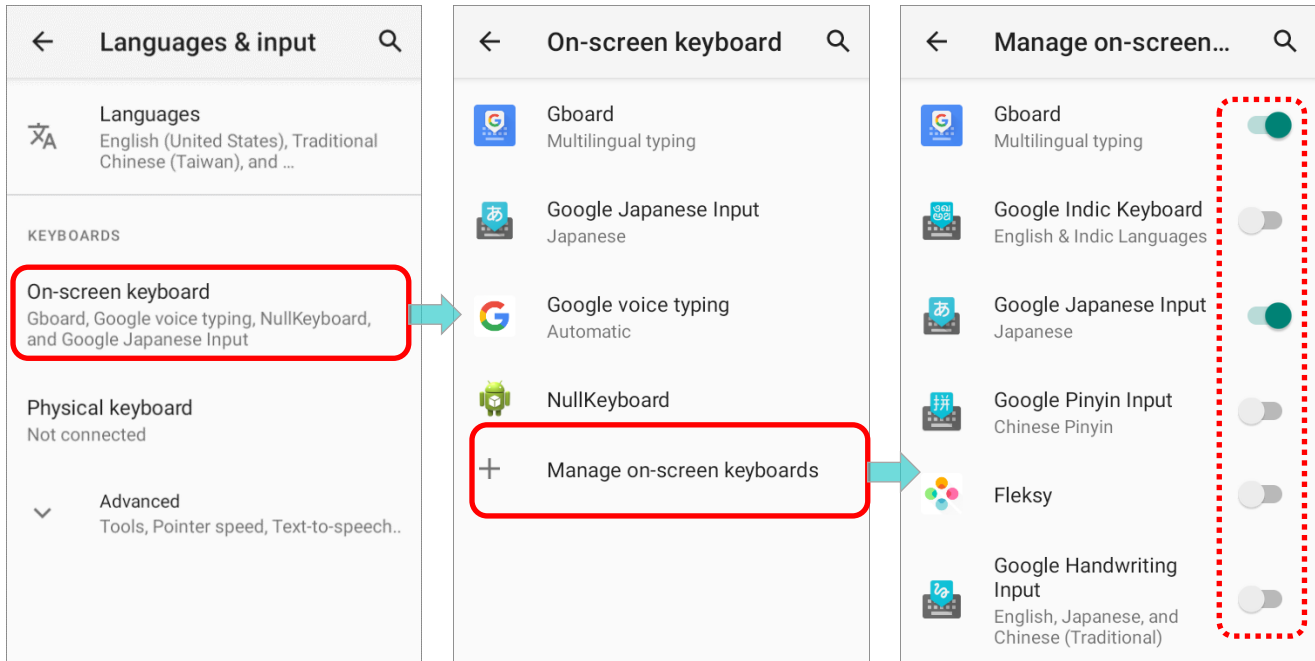 Languages & input
Languages
English (United States), Traditional
Chinese (Taiwan), and ...
KEYBOARDS
On-screen keyboard
Gboard, Google voice typing, NullKeyboard,
and Google Japanese Input
Physical keyboard
Not connected
Advanced
Tools, Pointer speed, Text-to-speech..
On-screen keyboard
Gboard
Multilingual typing
あ
Google Japanese Input
Japanese
Google voice typing
Automatic
NullKeyboard
Manage on-screen keyboards
Manage on-screen...
Gboard
Multilingual typing
Google Indic Keyboard
English & Indic Languages
あ
Google Japanese Input
Japanese
拼
Google Pinyin Input
Chinese Pinyin
Fleksy
Google Handwriting
Input
English, Japanese, and
Chinese (Traditional)